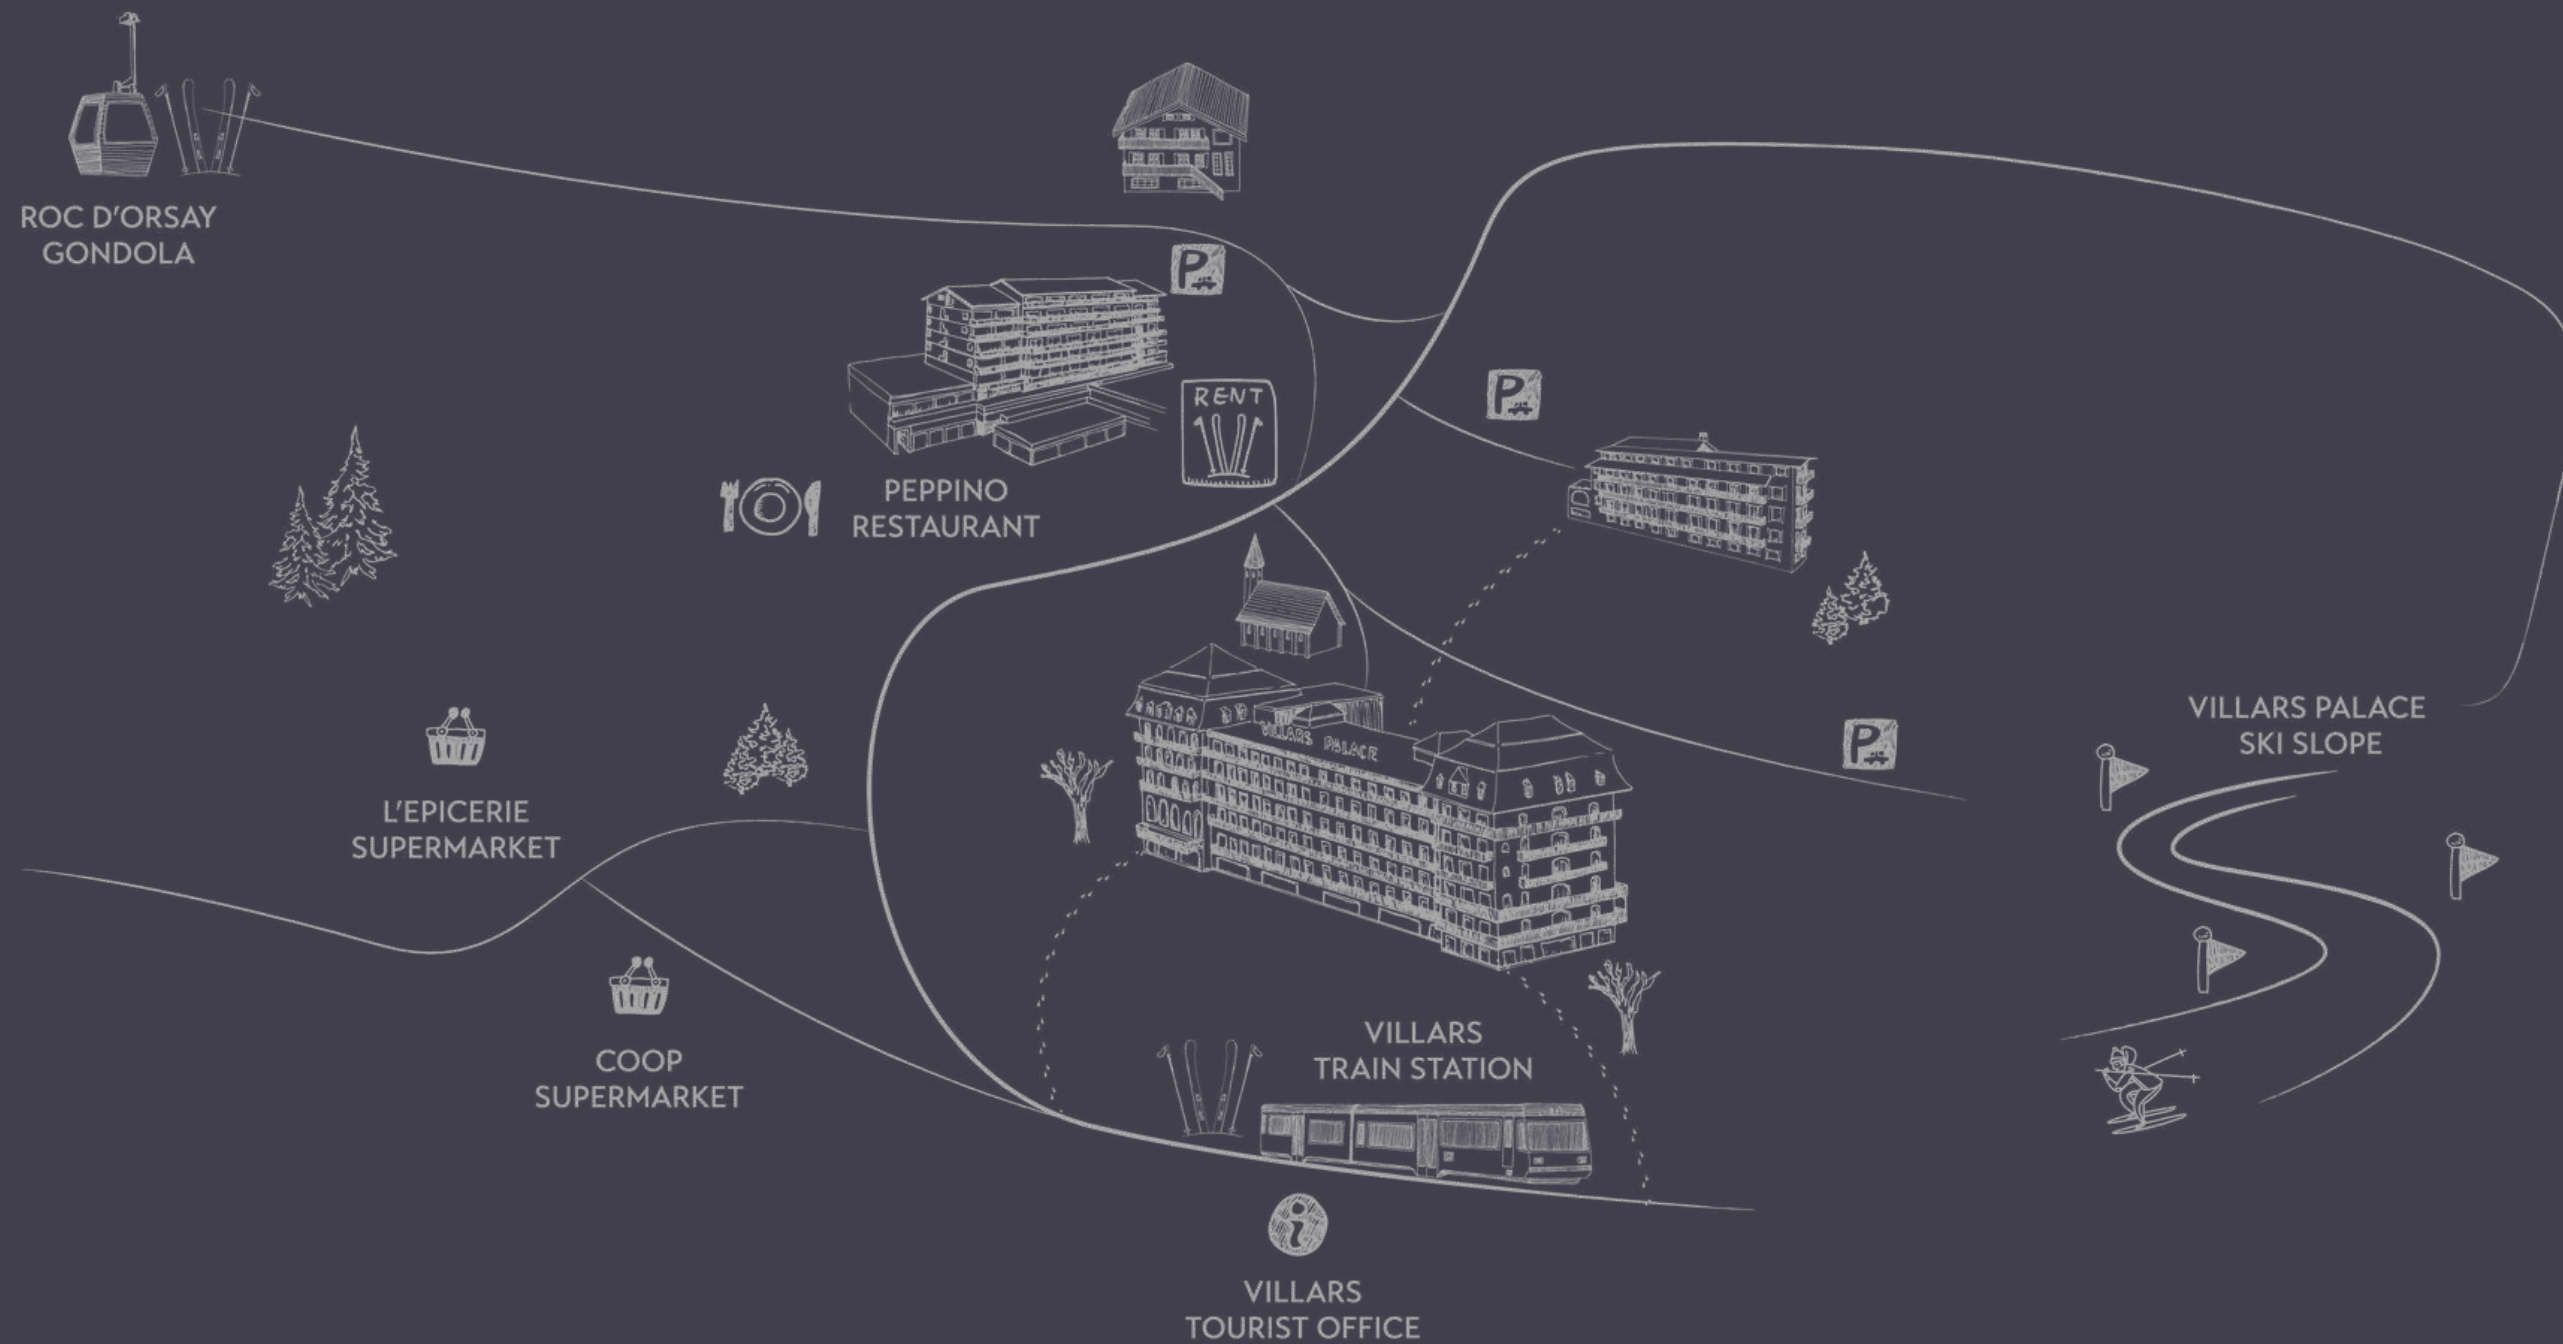 ROC D'ORSAY
GONDOLA
P
RENT
P
PEPPINO
RESTAURANT
VILLARS PALACE
P
VILLARS PALACE
SKI SLOPE
L'EPICERIE
SUPERMARKET
COOP
SUPERMARKET
VILLARS
TRAIN STATION
i
VILLARS
TOURIST OFFICE